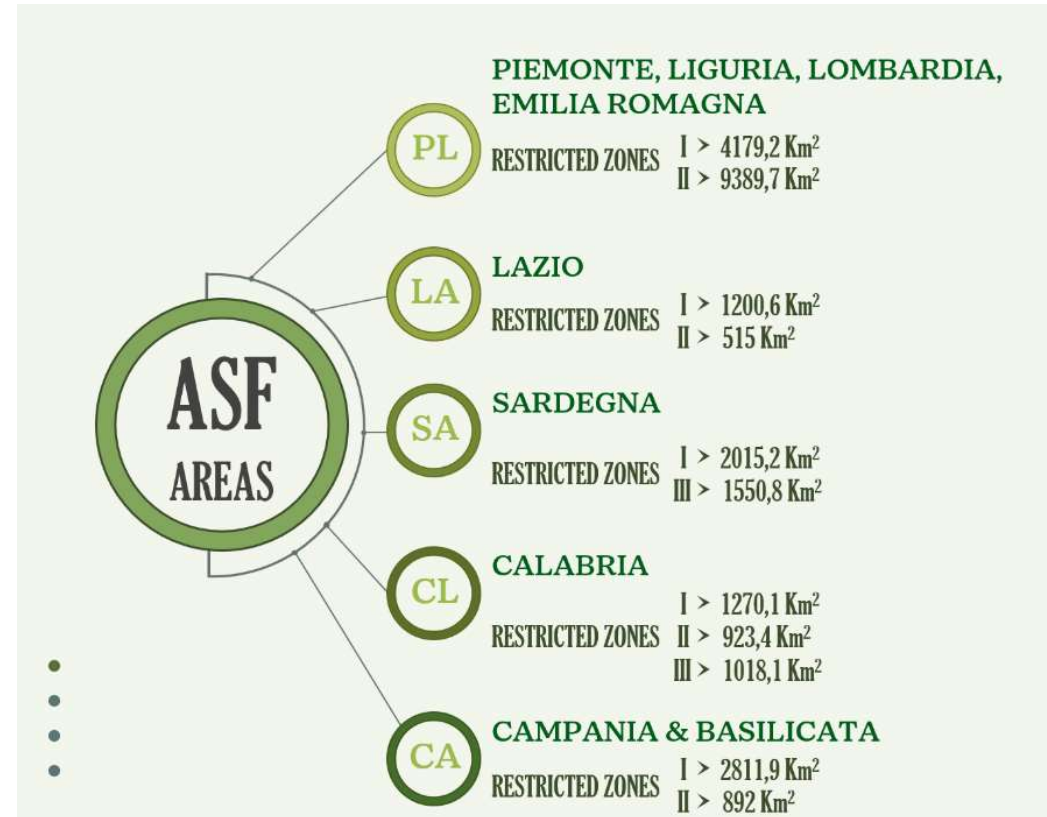 PIEMONTE, LIGURIA, LOMBARDIA,
EMILIA ROMAGNA
PL
RESTRICTED ZONES
I > 4179,2 Km²
II > 9389,7 Km²
LAZIO
LA
RESTRICTED ZONES
I > 1200,6 Km²
II > 515 Km²
ASF
AREAS
SARDEGNA
SA
RESTRICTED ZONES
I > 2015,2 Km²
III > 1550,8 Km²
CALABRIA
CL
RESTRICTED ZONES
I > 1270,1 Km²
II > 923,4 Km²
III > 1018,1 Km²
CAMPANIA & BASILICATA
CA
RESTRICTED ZONES
I > 2811,9 Km²
II > 892 Km²